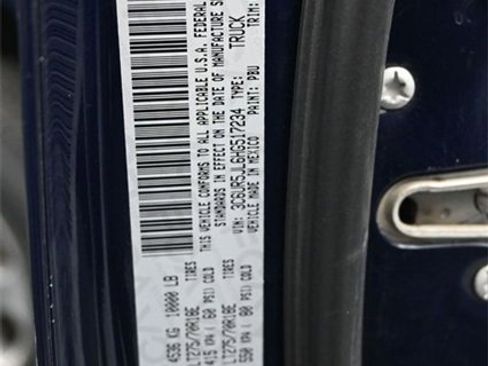 4536 KG 10000 LB
TIRES
LT275/70R18E
415 KPA ( 60 PSI) COLD
TIRES
LT275/70R18E
550 KPA ( 80 PSI) COLD
THIS VEHICLE CONFORMS TO ALL APPLICABLE U.S.A. FEDERAL
STANDARDS IN EFFECT ON THE DATE OF MANUFACTURE
VIN: 3C6UR5JL6HG517234 TYPE: TRUCK
VEHICLE MADE IN MEXICO PAINT: PBU TRIM: